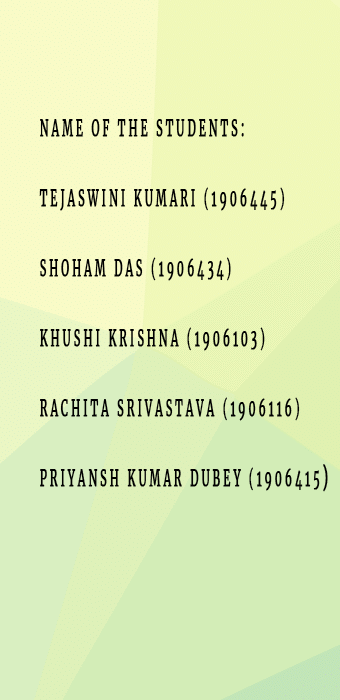 NAME OF THE STUDENTS:
TEJASWINI KUMARI (1906445)
SHOHAM DAS (1906434)
KHUSHI KRISHNA (1906103)
RACHITA SRIVASTAVA (1906116)
PRIYANSH KUMAR DUBEY (1906415)